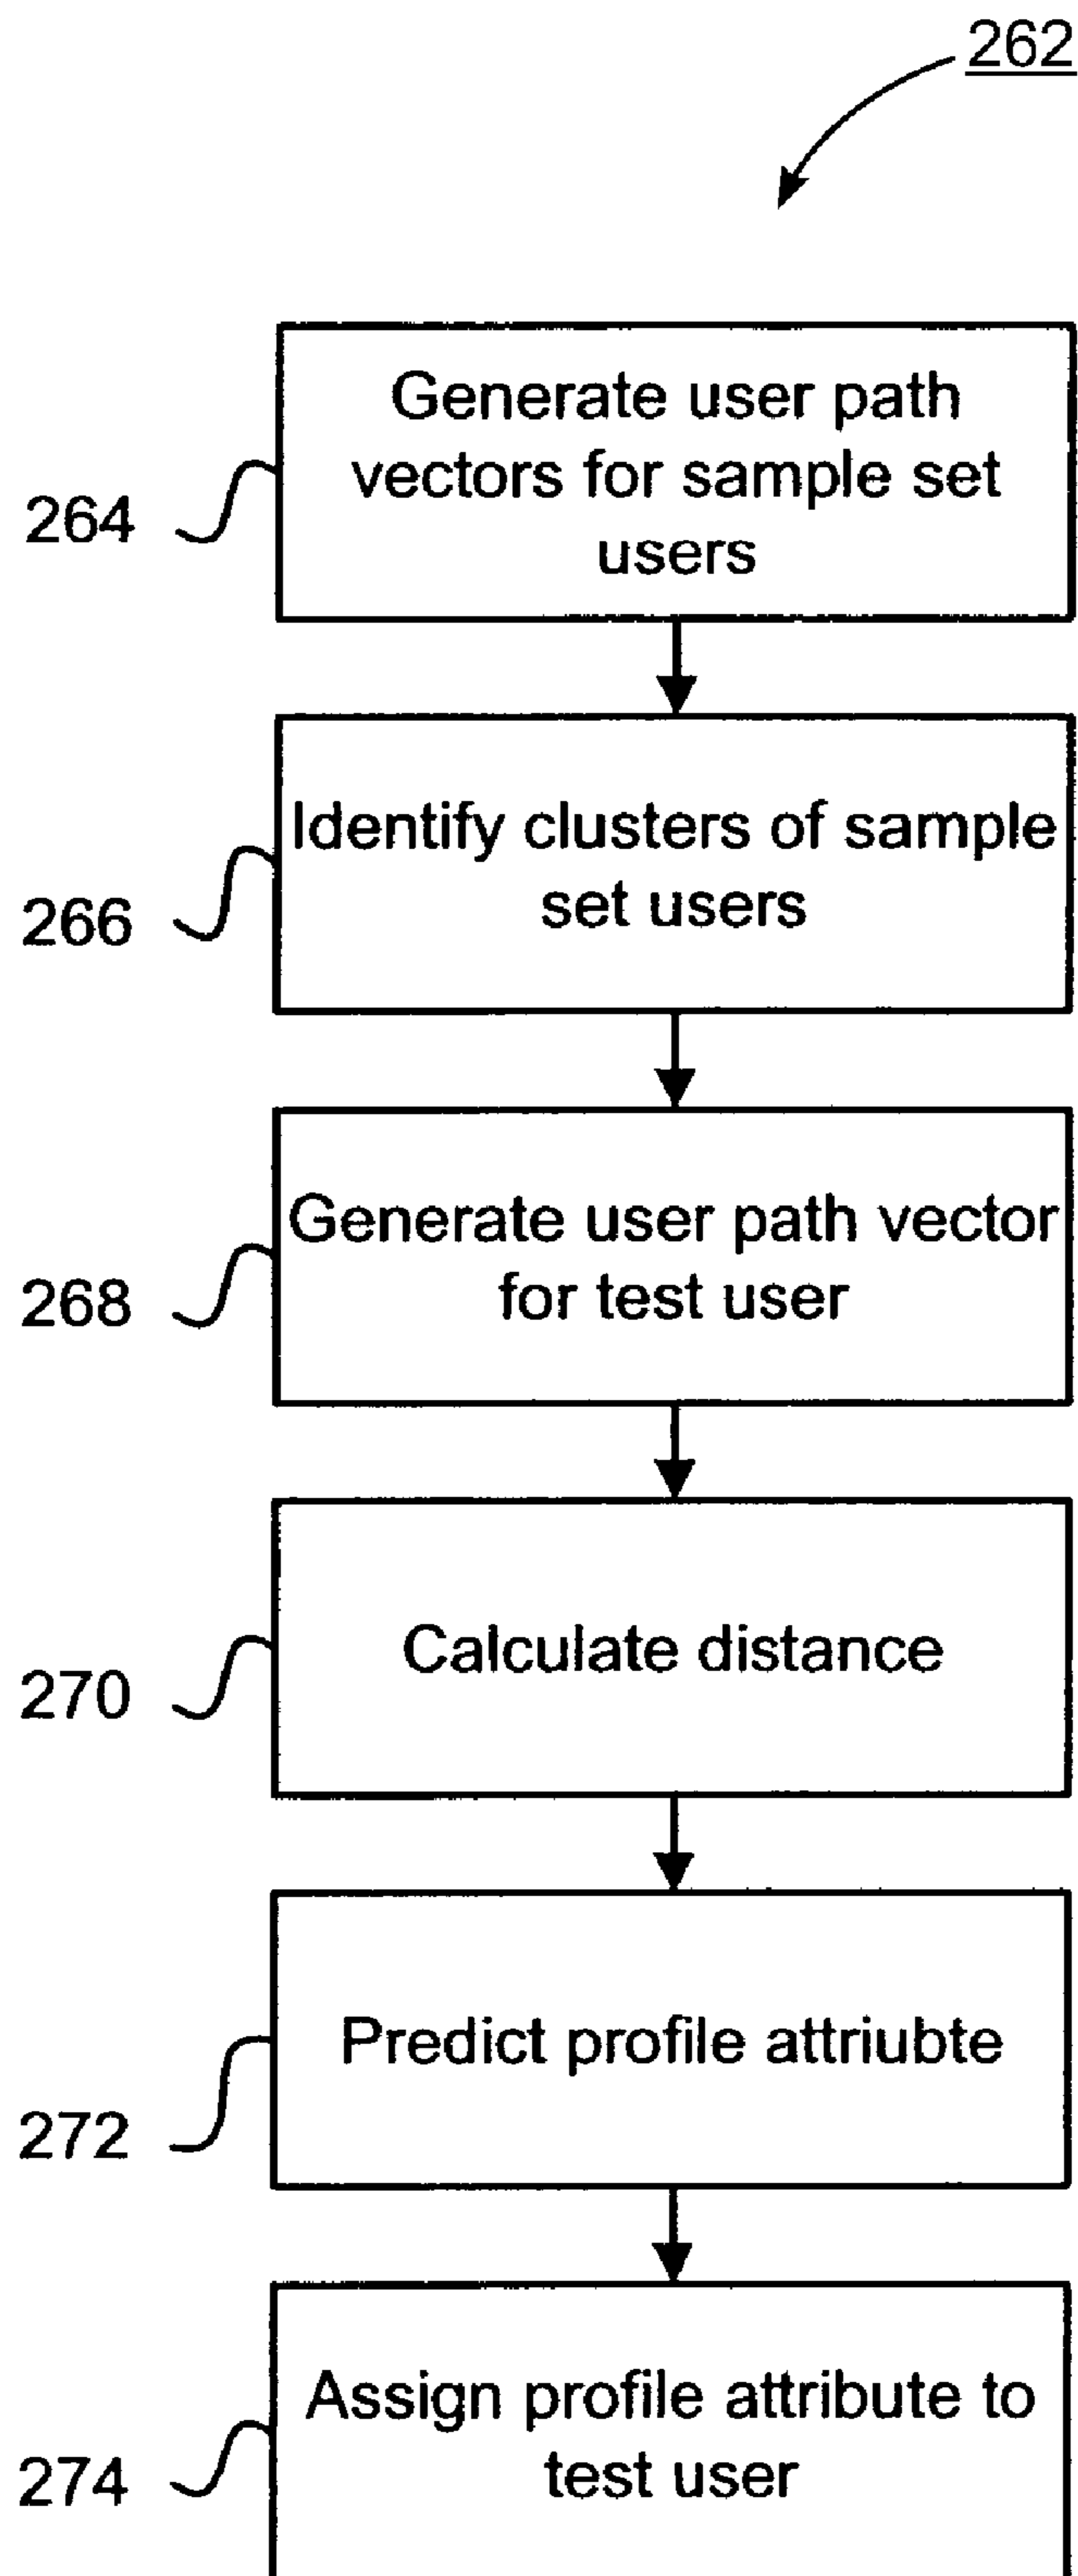 262
Generate user path
vectors for sample set
users
264
Identify clusters of sample
set users
266
Generate user path vector
for test user
268
Calculate distance
270
Predict profile attriubte
272
Assign profile attribute to
test user
274